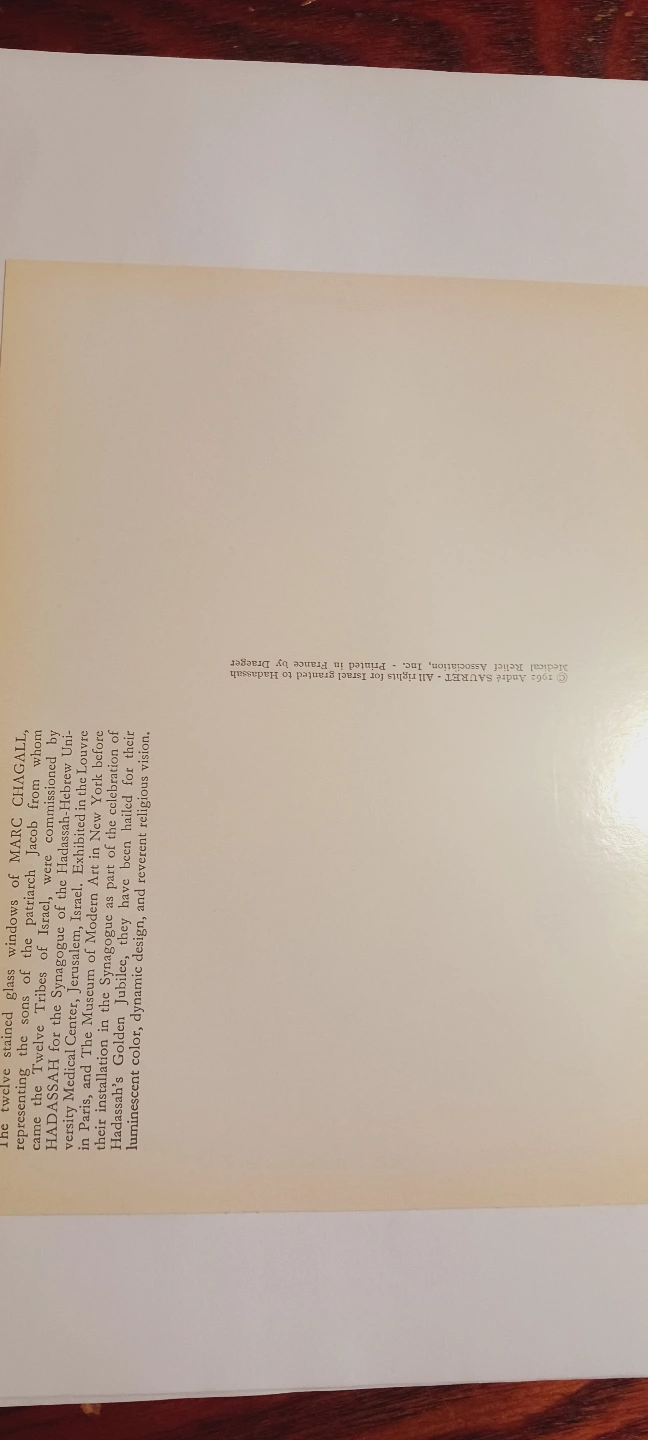 The twelve stained glass windows of MARC CHAGALL,
representing the sons of the patriarch Jacob from whom
came the Twelve Tribes of Israel, were commissioned by
HADASSAH for the Synagogue of the Hadassah-Hebrew Uni-
versity Medical Center, Jerusalem, Israel. Exhibited in the Louvre
in Paris, and The Museum of Modern Art in New York before
their installation in the Synagogue as part of the celebration of
Hadassah's Golden Jubilee, they have been hailed for their
luminescent color, dynamic design, and reverent religious vision.
© 1962 André SAURET - All rights for Israel granted to Hadassah
Medical Relief Association, Inc. - Printed in France by Draeger